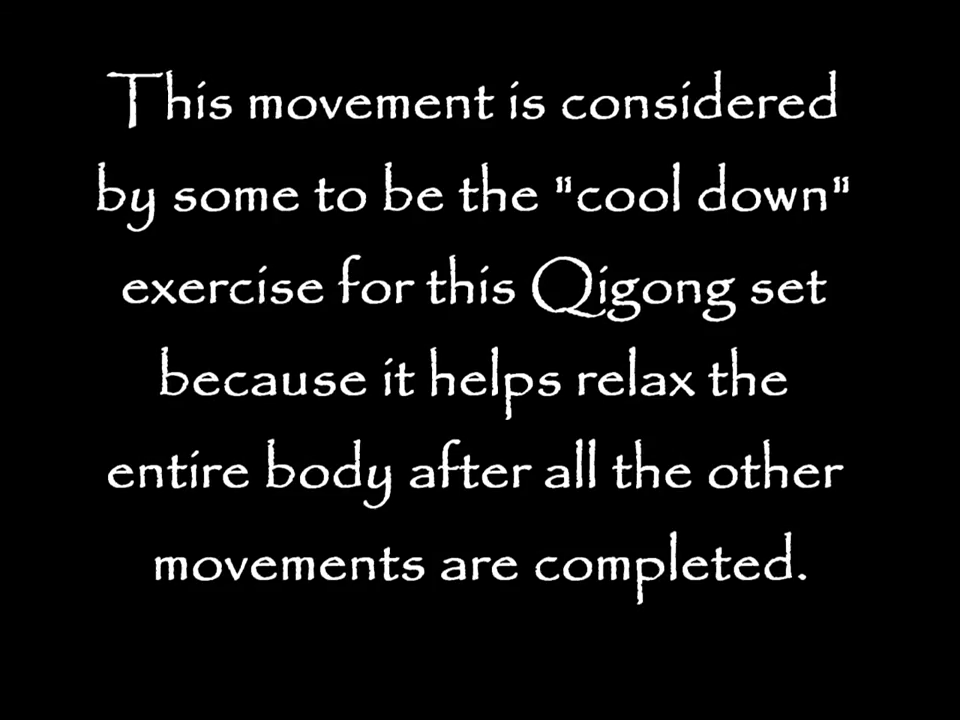 This movement is considered
by some to be the "cool down"
exercise for this Qigong set
because it helps relax the
entire body after all the other
movements are completed.